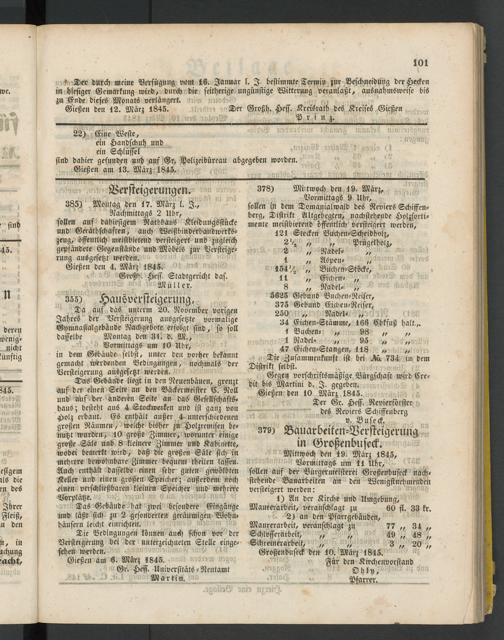 101
Der durch meine Verfügung vom 16. Januar l. J. bestimmte Termin zur Beschneidung der Hecken
in hiesiger Gemarkung wird, durch die seitherige ungünstige Witterung veranlaßt, ausnahmsweise bis
zu Ende dieses Monats verlängert.
Gießen den 12. März 1845. Der Großh. Hess. Kreisrath des Kreises Gießen
Prinz.
22) Eine Weste,
ein Handschuh und
ein Schlüssel
sind dahier gefunden und auf Gr. Polizeibüreau abgegeben worden.
Gießen am 13. März 1845.
Versteigerungen.
385) Montag den 17. März l. J.,
Nachmittags 2 Uhr,
sollen auf dasigem Rathhaus Kleidungsstücke
und Geräthschaften, auch Weißbinderhandwerks-
zeug, öffentlich meistbietend versteigert und zugleich
gepfändete Gegenstände und Möbels zur Versteige-
rung ausgesetzt werden.
Gießen den 4. März 1845.
Großh. Hess. Stadtgericht das.
Müller.
355) Hausversteigerung.
Da auf das unterm 20. November vorigen
Jahres der Versteigerung ausgesetzte vormalige
Gymnasialgebäude Nachgebote erfolgt sind, so soll
dasselbe Montag den 31. d. M.,
Vormittags um 10 Uhr,
in dem Gebäude selbst, unter den vorher bekannt
gemacht werdenden Bedingungen, nochmals der
Versteigerung ausgesetzt werden.
Das Gebäude liegt in den Neuenbäuen, grenzt
auf der einen Seite an den Bäckermeister C. Noll
und auf der anderen Seite an das Gesellschafts-
haus; besteht aus 4 Stockwerken und ist ganz von
Holz erbaut. Es enthält außer 4 unterschiedenen
großen Räumen, welche bisher zu Holzremisen be-
nutzt wurden, 10 große Zimmer, worunter einige
große Säle und 8 kleinere Zimmer und Kabinette,
wobei bemerkt wird, daß die großen Säle sich in
mehrere bewohnbare Zimmer bequem theilen lassen.
Auch enthält dasselbe einen sehr guten gewölbten
Keller und einen großen Speicher; außerdem noch
einen verschließbaren kleinen Speicher und mehrere
Vorplätze.
Das Gebäude hat zwei besondere Eingänge
und läßt sich zu 2 gesonderten geräumigen Wohn-
häusern leicht einrichten.
Die Bedingungen können auch schon vor der
Versteigerung bei der unterzeichneten Stelle einge-
sehen werden.
Gießen am 6. März 1845.
Gr. Hess. Universitäts-Rentamt
Martin.
378) Mittwoch den 19. März,
Vormittags 9 Uhr,
sollen in dem Domanialwald des Reviers Schiffen-
berg, Distrikt Altgehegten, nachstehende Holzsorti-
mente meistbietend öffentlich versteigert werden,
121 Stecken Buchen-Scheidholz,
2½ „ „ Prügelholz,
2 „ Nadel- „
1 „ Aspen- „
154½ „ Buchen-Stöcke,
11 „ Eichen- „
8 „ Nadel- „
5625 Gebund Buchen-Reiser,
375 Gebund Eichen-Reiser,
250 „ Nadel- „
34 Eichen-Stämme, 166 Cbkfuß halt.,
4 Buchen- „ 98 „ „
1 Nadel- „ 95 „ „
47 Eichen-Stangen, 118 „ „
Die Zusammenkunft ist bei № 734 in dem
Distrikt selbst.
Gegen vorschriftsmäßige Bürgschaft wird Cre-
dit bis Martini d. J. gegeben.
Gießen den 10. März 1845.
Der Gr. Hess. Revierförster
des Reviers Schiffenberg
v. Buseck.
379) Bauarbeiten-Versteigerung
in Großenbuseck.
Mittwoch den 19. März 1845,
Vormittags um 11 Uhr,
sollen auf der Bürgermeisterei Großenbuseck nach-
stehende Bauarbeiten an den Wenigstnehmenden
versteigert werden:
1) An der Kirche und Umgebung,
Maurerarbeit, veranschlagt zu 60 fl. 33 kr.
2) an den Pfarrgebäuden,
Maurerarbeit, veranschlagt zu 77 „ 34 „
Schlosserarbeit, „ „ 49 „ 48 „
Schreinerarbeit, „ „ 3 „ 20 „
Großenbuseck den 10. März 1845.
Für den Kirchenvorstand
Ohly,
Pfarrer.